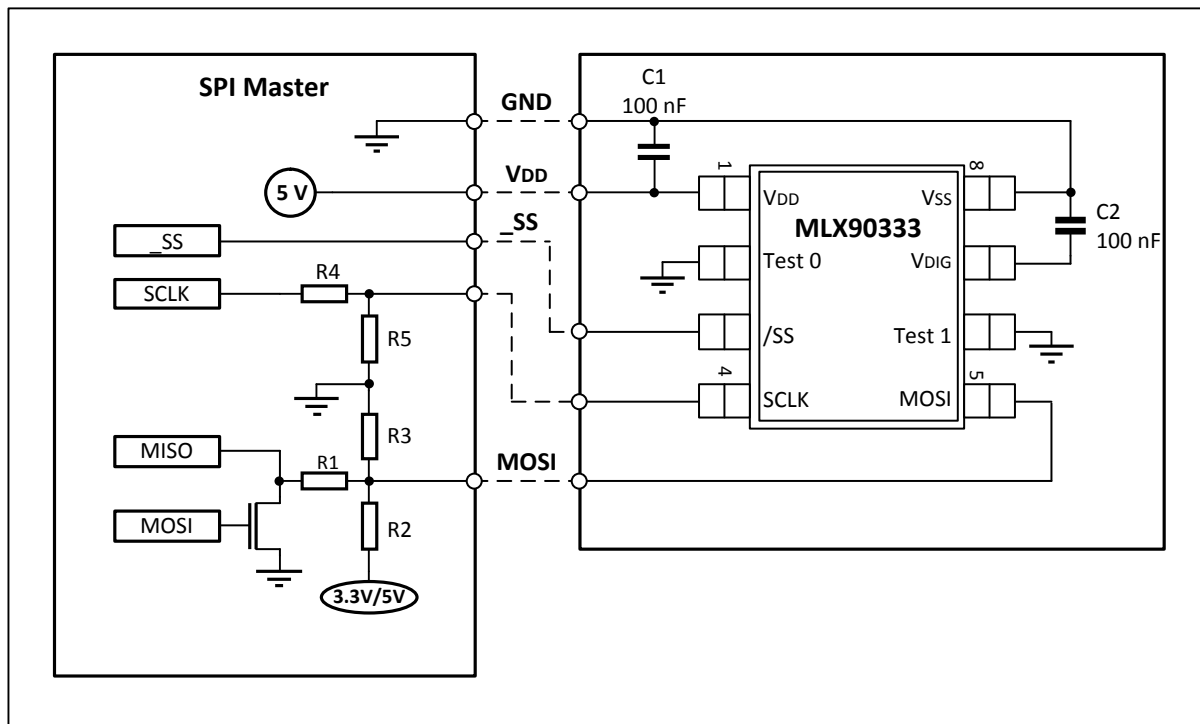 SPI Master
GND
VDD
_SS
MOSI
5 V
_SS
SCLK
R4
R5
R3
MISO
R1
MOSI
R2
3.3V/5V
C1
100 nF
1
8
VDD
VSS
MLX90333
C2
100 nF
Test 0
VDIG
/SS
Test 1
4
5
SCLK
MOSI